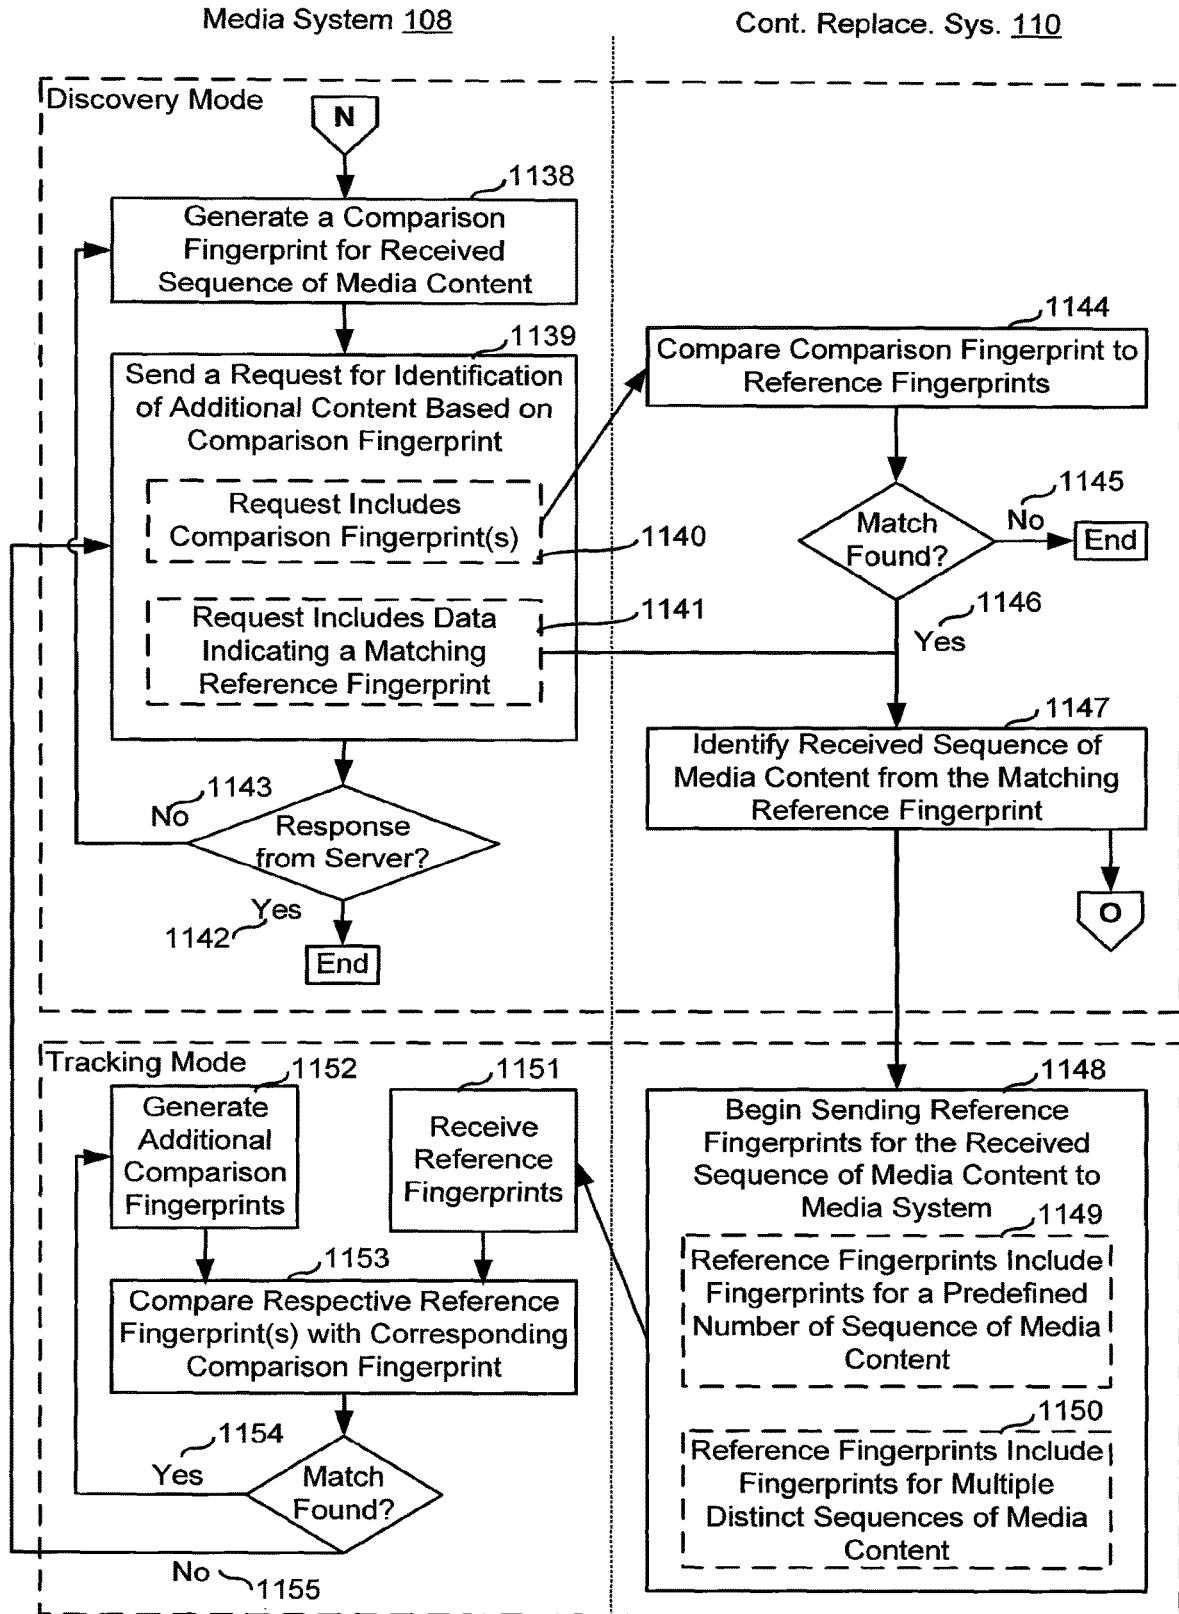 Media System 108
Cont. Replace. Sys. 110
Discovery Mode
N
1138
Generate a Comparison
Fingerprint for Received
Sequence of Media Content
1139
Send a Request for Identification
of Additional Content Based on
Comparison Fingerprint
Request Includes
Comparison Fingerprint(s)
1140
1141
Request Includes Data
Indicating a Matching
Reference Fingerprint
1143
No
Response
from Server?
Yes
1142
End
1144
Compare Comparison Fingerprint to
Reference Fingerprints
Match
Found?
1145
No
End
1146
Yes
1147
Identify Received Sequence of
Media Content from the Matching
Reference Fingerprint
O
Tracking Mode
1152
Generate
Additional
Comparison
Fingerprints
1151
Receive
Reference
Fingerprints
1153
Compare Respective Reference
Fingerprint(s) with Corresponding
Comparison Fingerprint
1154
Yes
Match
Found?
No
1155
1148
Begin Sending Reference
Fingerprints for the Received
Sequence of Media Content to
Media System
1149
Reference Fingerprints Include
Fingerprints for a Predefined
Number of Sequence of Media
Content
1150
Reference Fingerprints Include
Fingerprints for Multiple
Distinct Sequences of Media
Content